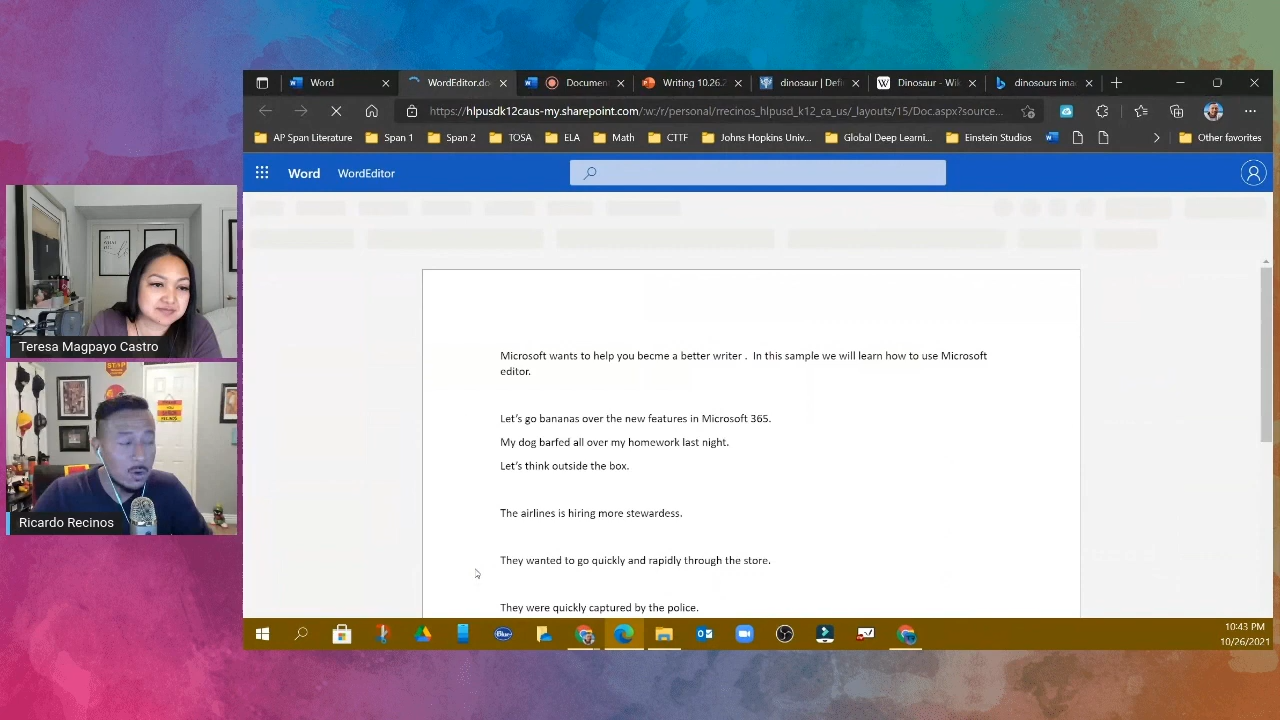 Word
WordEditor.do
Documen
Writing 10.26.2
dinosaur | Defi
Dinosaur - Wik
dinosours ima
https://hlpusdk12caus-my.sharepoint.com/:w:/r/personal/rrecinos_hlpusd_k12_ca_us/_layouts/15/Doc.aspx?source...
AP Span Literature
Span 1
Span 2
TOSA
ELA
Math
CTTF
Johns Hopkins Univ...
Global Deep Learni...
Einstein Studios
Other favorites
Word
WordEditor
Microsoft wants to help you becme a better writer .  In this sample we will learn how to use Microsoft
editor.
Let's go bananas over the new features in Microsoft 365.
My dog barfed all over my homework last night.
Let's think outside the box.
The airlines is hiring more stewardess.
They wanted to go quickly and rapidly through the store.
They were quickly captured by the police.
Teresa Magpayo Castro
STOP
Ricardo Recinos
10:43 PM
10/26/2021